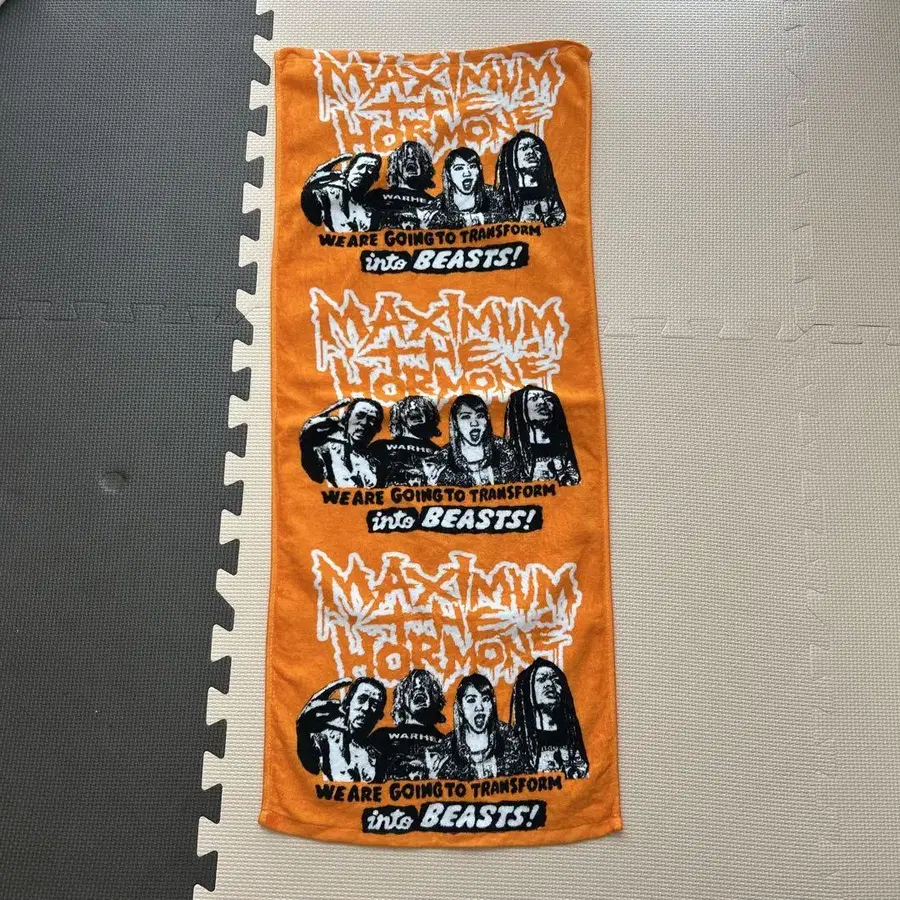 MAXIMUM
THE
HORMONE
WARHE
WE ARE GOING TO TRANSFORM
into BEASTS!
MAXIMUM
THE
HORMONE
WARHE
WE ARE GOING TO TRANSFORM
into BEASTS!
MAXIMUM
THE
HORMONE
WARHE
WE ARE GOING TO TRANSFORM
into BEASTS!